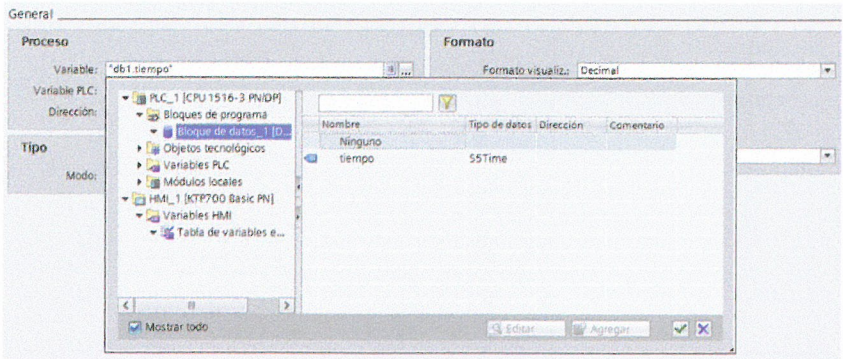 General
Proceso
Variable: "db1.tiempo"
Variable PLC:
Dirección:
Tipo
Modo:
Formato
Formato visualiz.: Decimal
PLC_1 [CPU 1516-3 PN/DP]
Bloques de programa
Bloque de datos_1 [D...
Objetos tecnológicos
Variables PLC
Módulos locales
HMI_1 [KTP700 Basic PN]
Variables HMI
Tabla de variables e...
Nombre Tipo de datos Dirección Comentario
Ninguno
tiempo S5Time
Mostrar todo
Editar Agregar